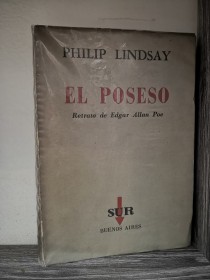 PHILIP LINDSAY
EL POSESO
Retrato de Edgar Allan Poe
SUR
BUENOS AIRES